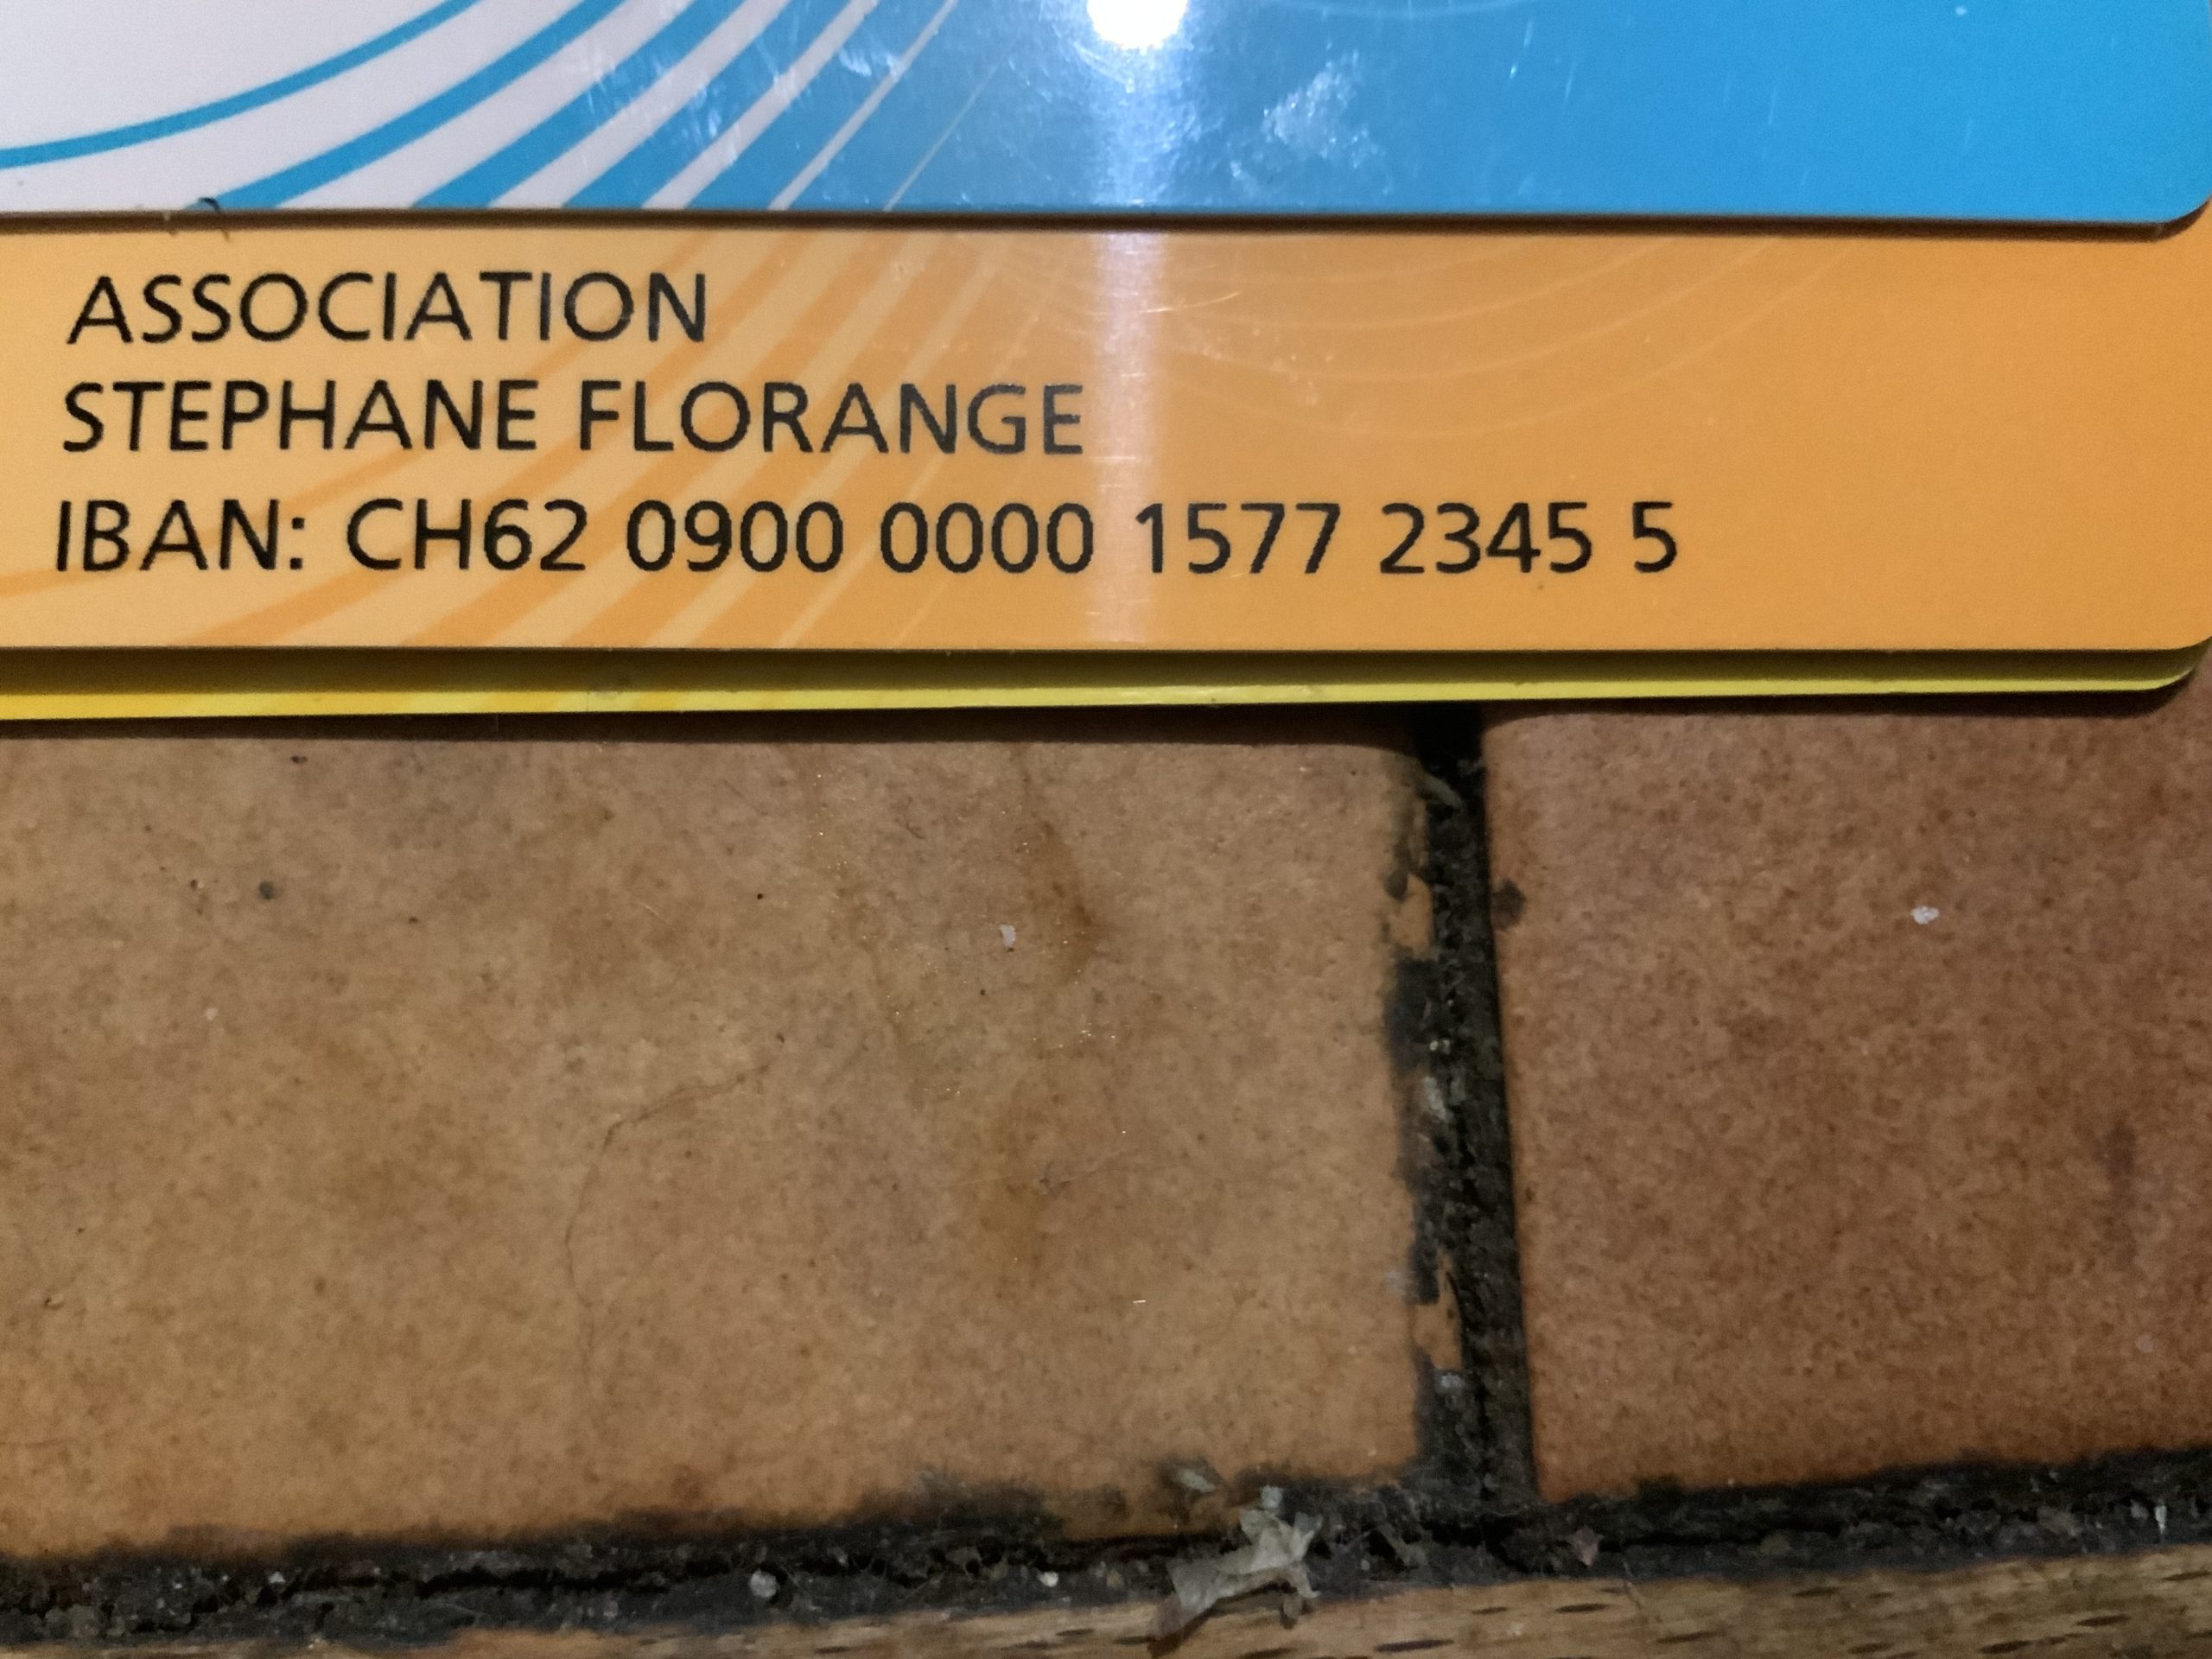 ASSOCIATION
STEPHANE FLORANGE
IBAN: CH62 0900 0000 1577 2345 5